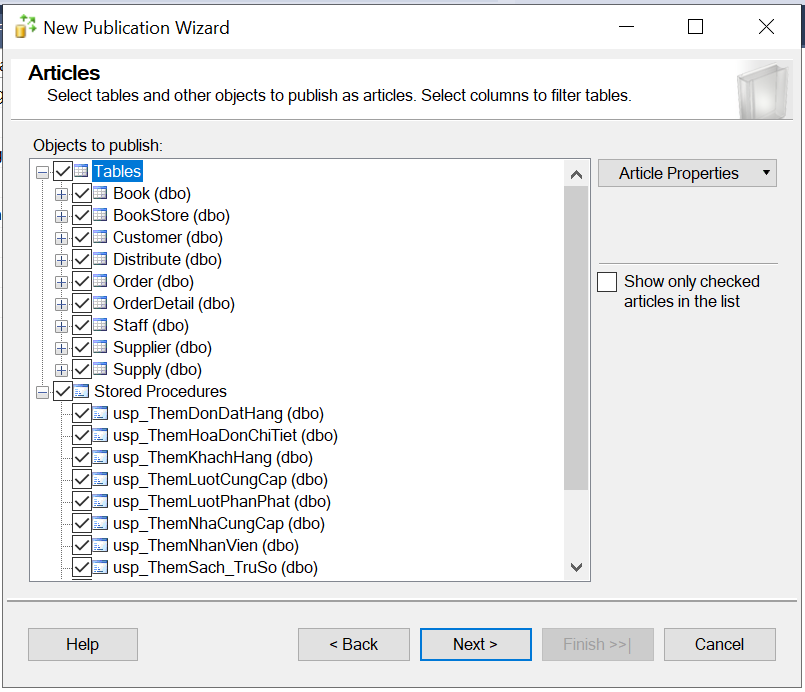 New Publication Wizard
Articles
Select tables and other objects to publish as articles. Select columns to filter tables.
Objects to publish:
Tables
Book (dbo)
BookStore (dbo)
Customer (dbo)
Distribute (dbo)
Order (dbo)
OrderDetail (dbo)
Staff (dbo)
Supplier (dbo)
Supply (dbo)
Stored Procedures
usp_ThemDonDatHang (dbo)
usp_ThemHoaDonChiTiet (dbo)
usp_ThemKhachHang (dbo)
usp_ThemLuotCungCap (dbo)
usp_ThemLuotPhanPhat (dbo)
usp_ThemNhaCungCap (dbo)
usp_ThemNhanVien (dbo)
usp_ThemSach_TruSo (dbo)
Article Properties
Show only checked
articles in the list
Help
< Back
Next >
Finish >>|
Cancel